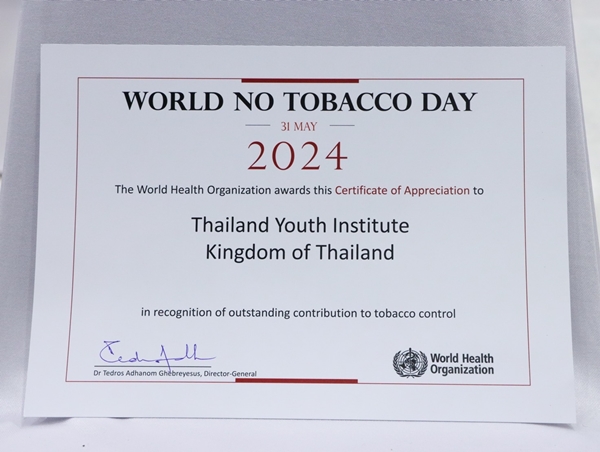 WORLD NO TOBACCO DAY
31 MAY
2024
The World Health Organization awards this Certificate of Appreciation to
Thailand Youth Institute
Kingdom of Thailand
in recognition of outstanding contribution to tobacco control
Dr Tedros Adhanom Ghebreyesus, Director-General
World Health
Organization